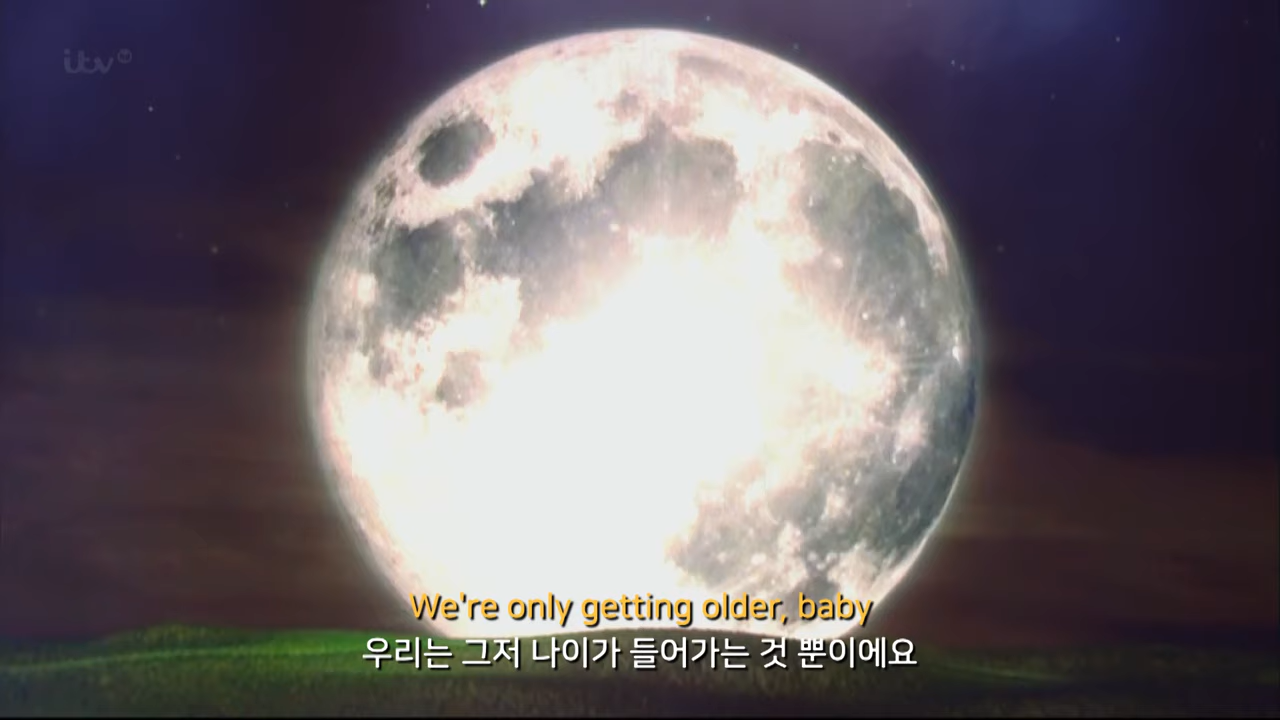 itv
We're only getting older, baby
우리는 그저 나이가 들어가는 것 뿐이에요